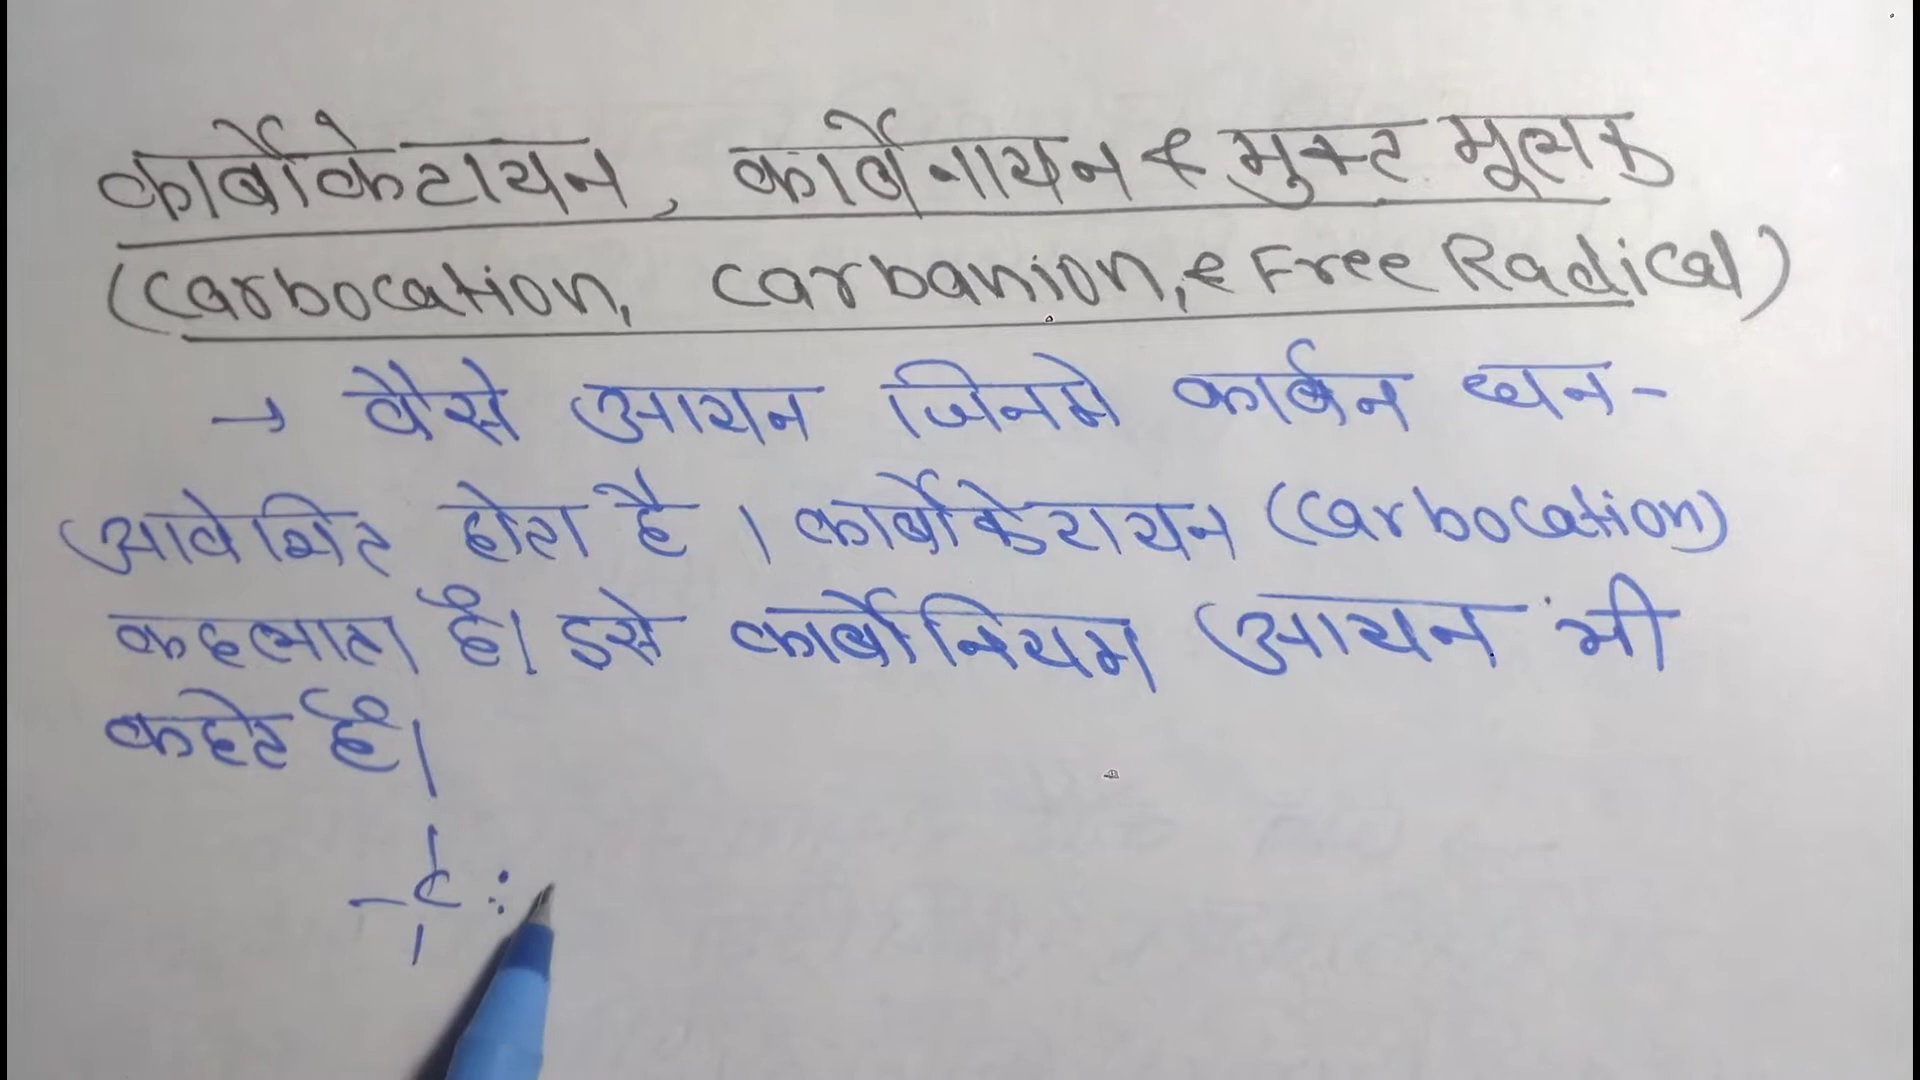 कार्बोकेटायन, कार्बेनायन & मुक्त मूलक
(Carbocation, Carbanion, & Free Radical)
→ वैसे आयन जिनमे कार्बन धन-
आवेशित होता है । कार्बोकेटायन (Carbocation)
कहलाता है। इसे कार्बोनियम आयन भी
कहते है।
-C :